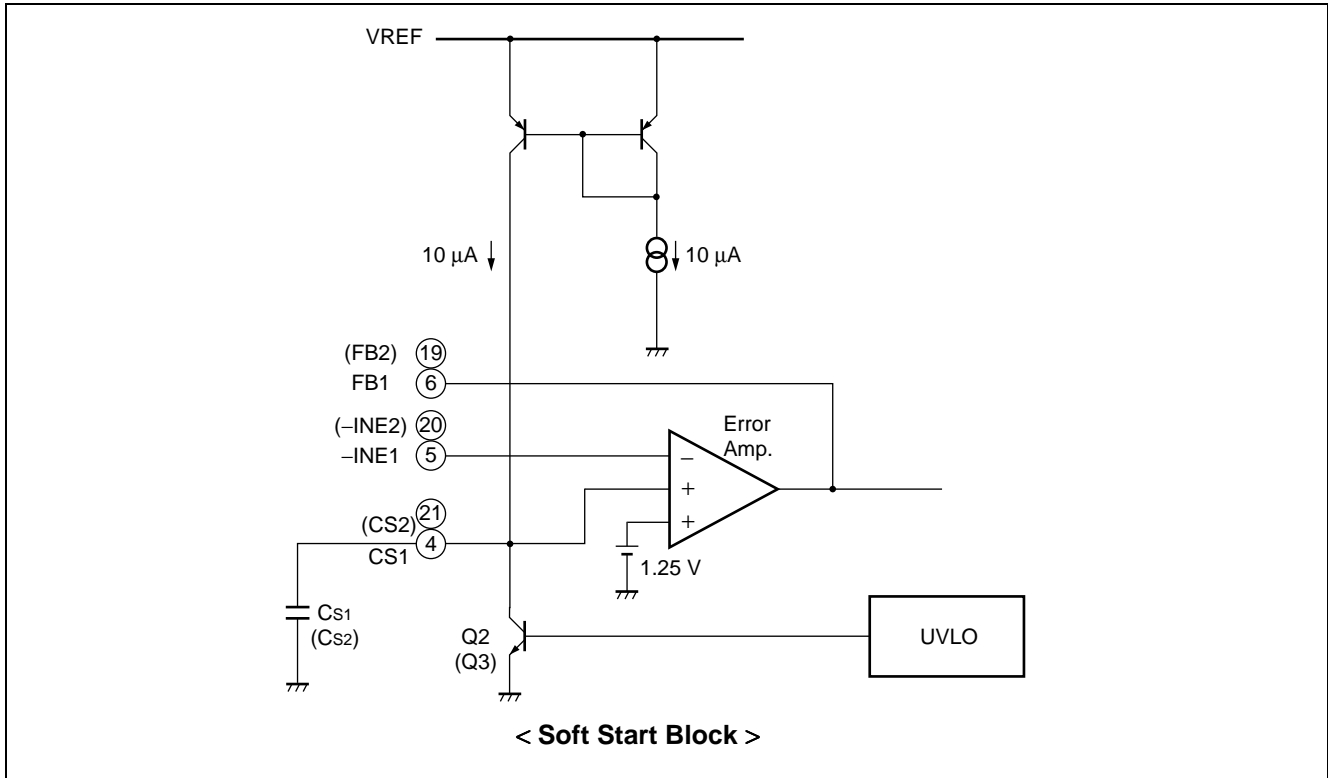 VREF
10 μA
10 μA
(FB2) 19
FB1 6
(–INE2) 20
–INE1 5
Error
Amp.
–
+
+
21
(CS2)
4
CS1
1.25 V
CS1
(CS2)
Q2
(Q3)
UVLO
< Soft Start Block >